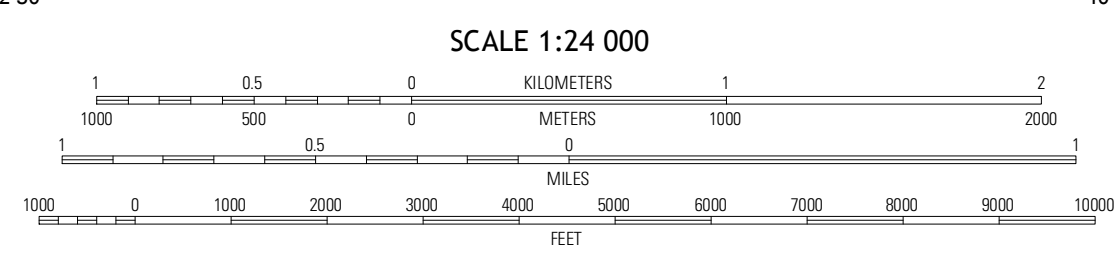 SCALE 1:24 000
1 0.5 0 KILOMETERS 1 2
1000 500 0 METERS 1000 2000
1 0.5 0 1
MILES
1000 0 1000 2000 3000 4000 5000 6000 7000 8000 9000 10000
FEET